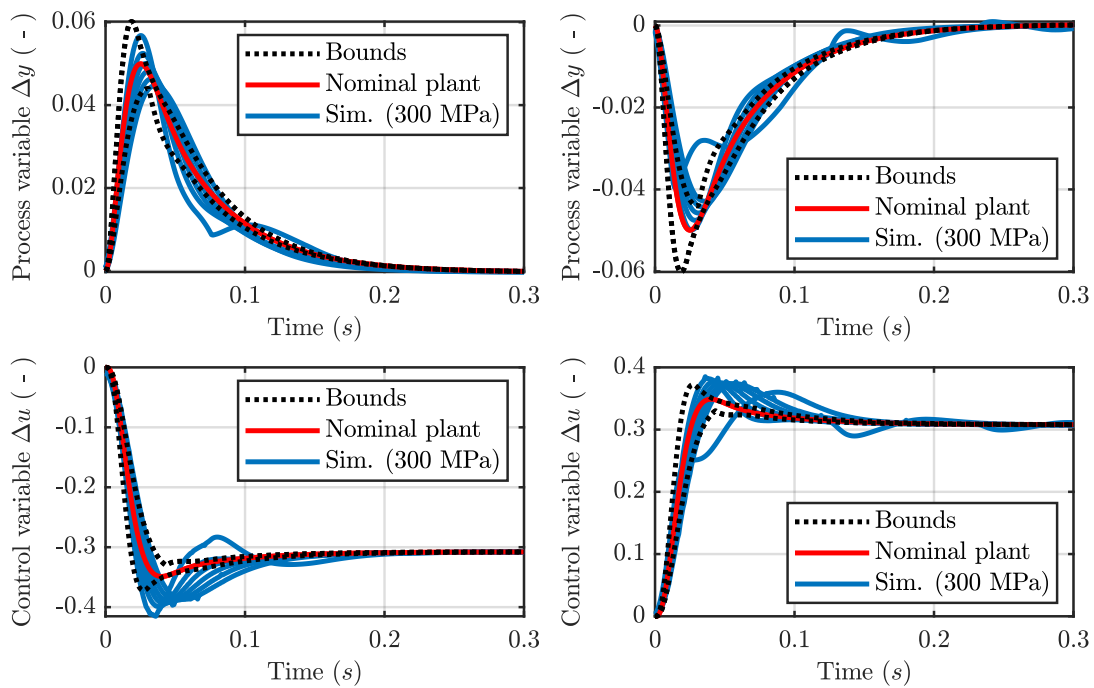 Process variable Δy ( - )
0.06
0.04
0.02
0
Bounds
Nominal plant
Sim. (300 MPa)
0
0.1
0.2
0.3
Time (s)
Process variable Δy ( - )
0
-0.02
-0.04
-0.06
Bounds
Nominal plant
Sim. (300 MPa)
0
0.1
0.2
0.3
Time (s)
Control variable Δu ( - )
0
-0.1
-0.2
-0.3
-0.4
Bounds
Nominal plant
Sim. (300 MPa)
0
0.1
0.2
0.3
Time (s)
Control variable Δu ( - )
0.4
0.3
0.2
0.1
0
Bounds
Nominal plant
Sim. (300 MPa)
0
0.1
0.2
0.3
Time (s)